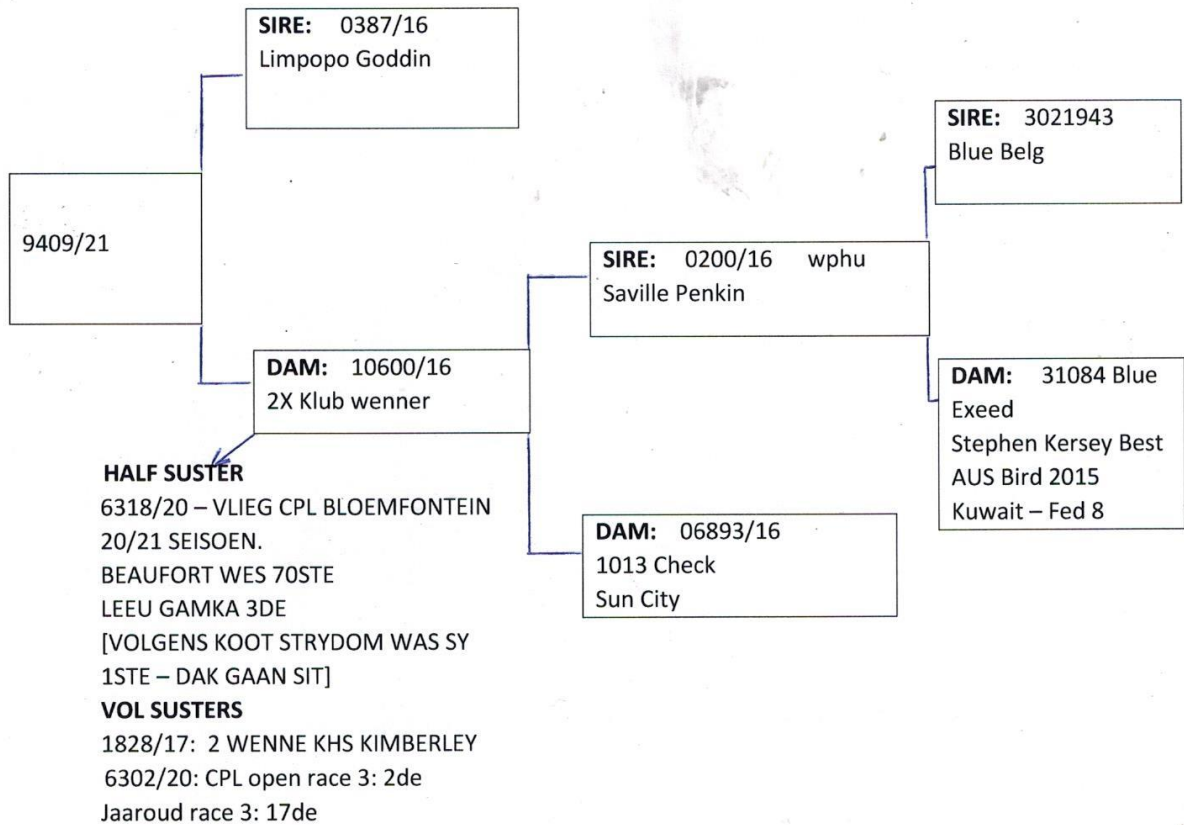 SIRE: 0387/16
Limpopo Goddin
9409/21
DAM: 10600/16
2X Klub wenner
HALF SUSTER
6318/20 – VLIEG CPL BLOEMFONTEIN
20/21 SEISOEN.
BEAUFORT WES 70STE
LEEU GAMKA 3DE
[VOLGENS KOOT STRYDOM WAS SY
1STE – DAK GAAN SIT]
VOL SUSTERS
1828/17: 2 WENNE KHS KIMBERLEY
6302/20: CPL open race 3: 2de
Jaaroud race 3: 17de
SIRE: 0200/16 wphu
Saville Penkin
DAM: 06893/16
1013 Check
Sun City
SIRE: 3021943
Blue Belg
DAM: 31084 Blue
Exeed
Stephen Kersey Best
AUS Bird 2015
Kuwait – Fed 8